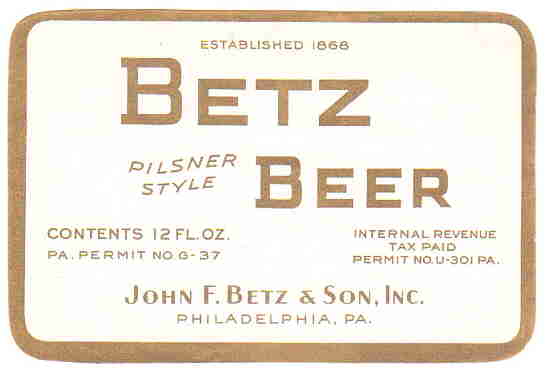 ESTABLISHED 1868
BETZ
PILSNER STYLE
BEER
CONTENTS 12 FL. OZ.
PA. PERMIT NO G-37
INTERNAL REVENUE
TAX PAID
PERMIT NO. U-301 PA.
JOHN F. BETZ & SON, INC.
PHILADELPHIA, PA.